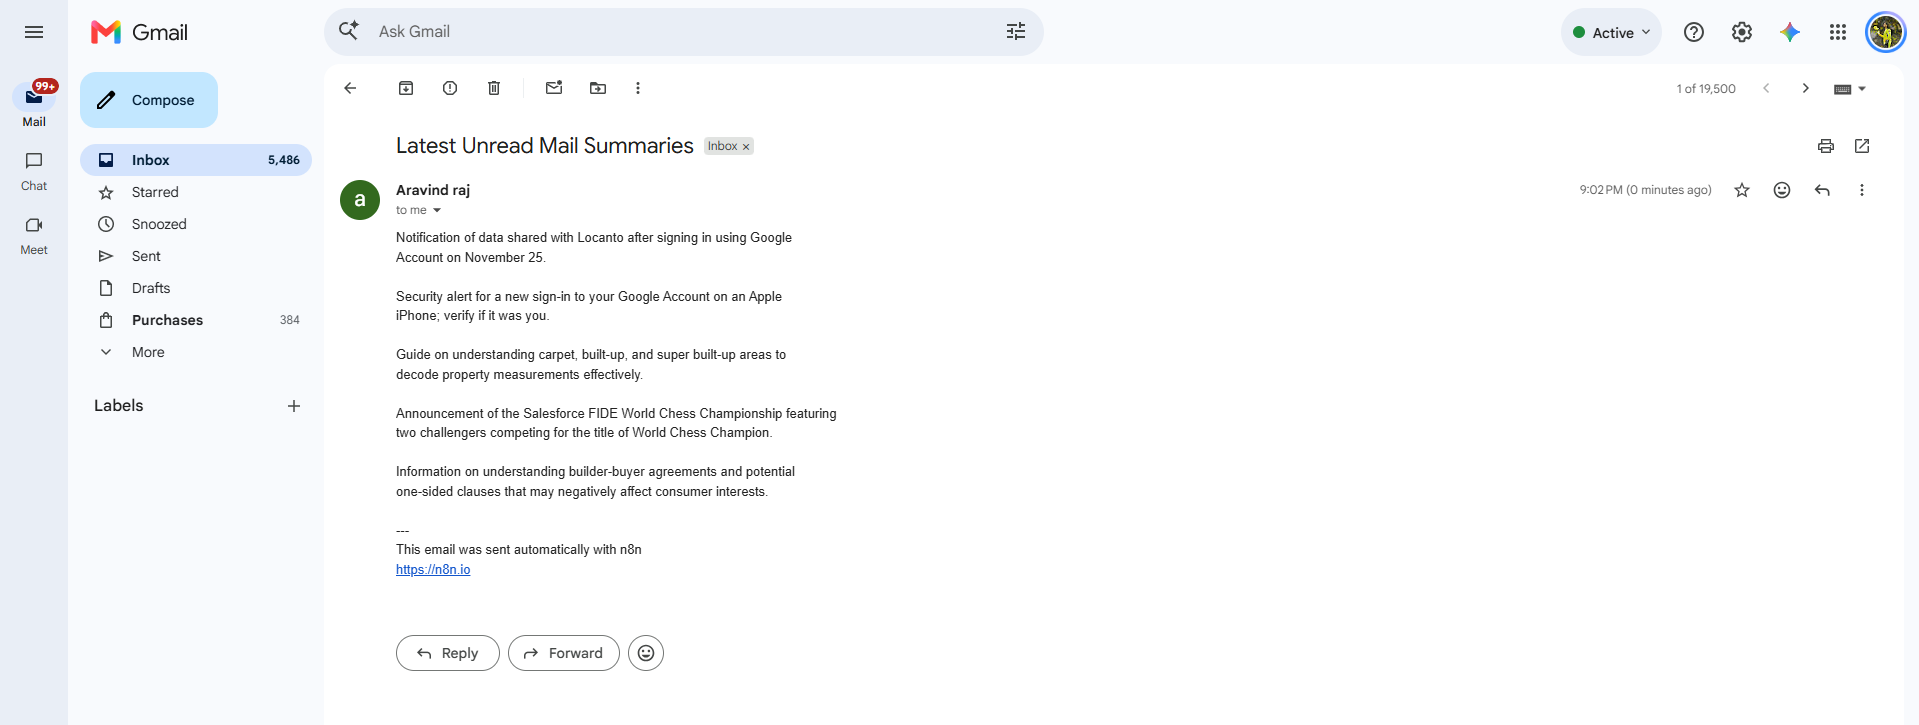 Gmail
Ask Gmail
Active
99+
Mail
Chat
Meet
Compose
Inbox 5,486
Starred
Snoozed
Sent
Drafts
Purchases 384
More
Labels
1 of 19,500
Latest Unread Mail Summaries Inbox ×
a
Aravind raj
9:02 PM (0 minutes ago)
to me
Notification of data shared with Locanto after signing in using Google
Account on November 25.
Security alert for a new sign-in to your Google Account on an Apple
iPhone; verify if it was you.
Guide on understanding carpet, built-up, and super built-up areas to
decode property measurements effectively.
Announcement of the Salesforce FIDE World Chess Championship featuring
two challengers competing for the title of World Chess Champion.
Information on understanding builder-buyer agreements and potential
one-sided clauses that may negatively affect consumer interests.
---
This email was sent automatically with n8n
https://n8n.io
Reply
Forward